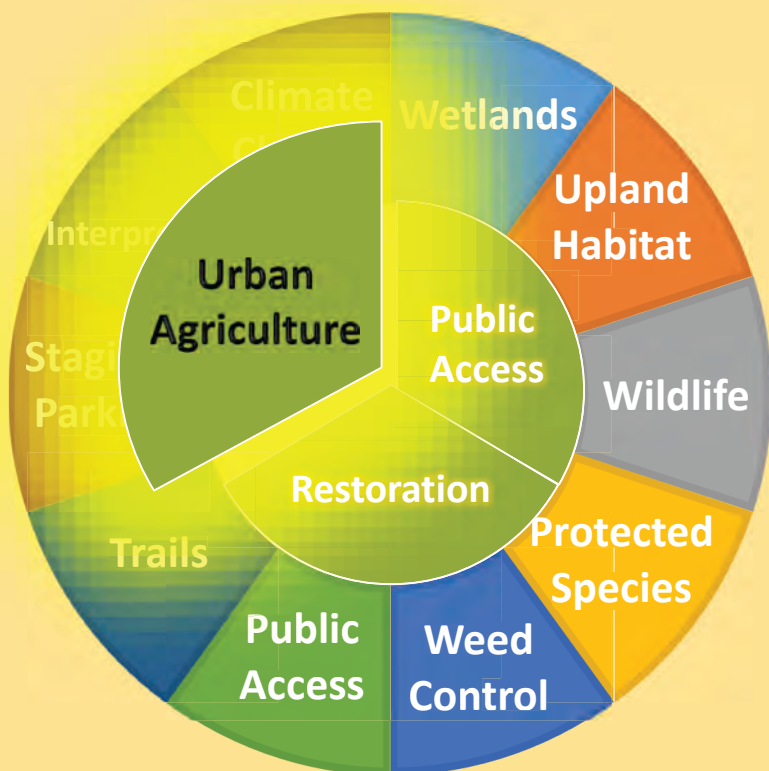 Climate
Wetlands
Upland
Habitat
Urban
Agriculture
Public
Access
Wildlife
Restoration
Protected
Species
Trails
Public
Access
Weed
Control